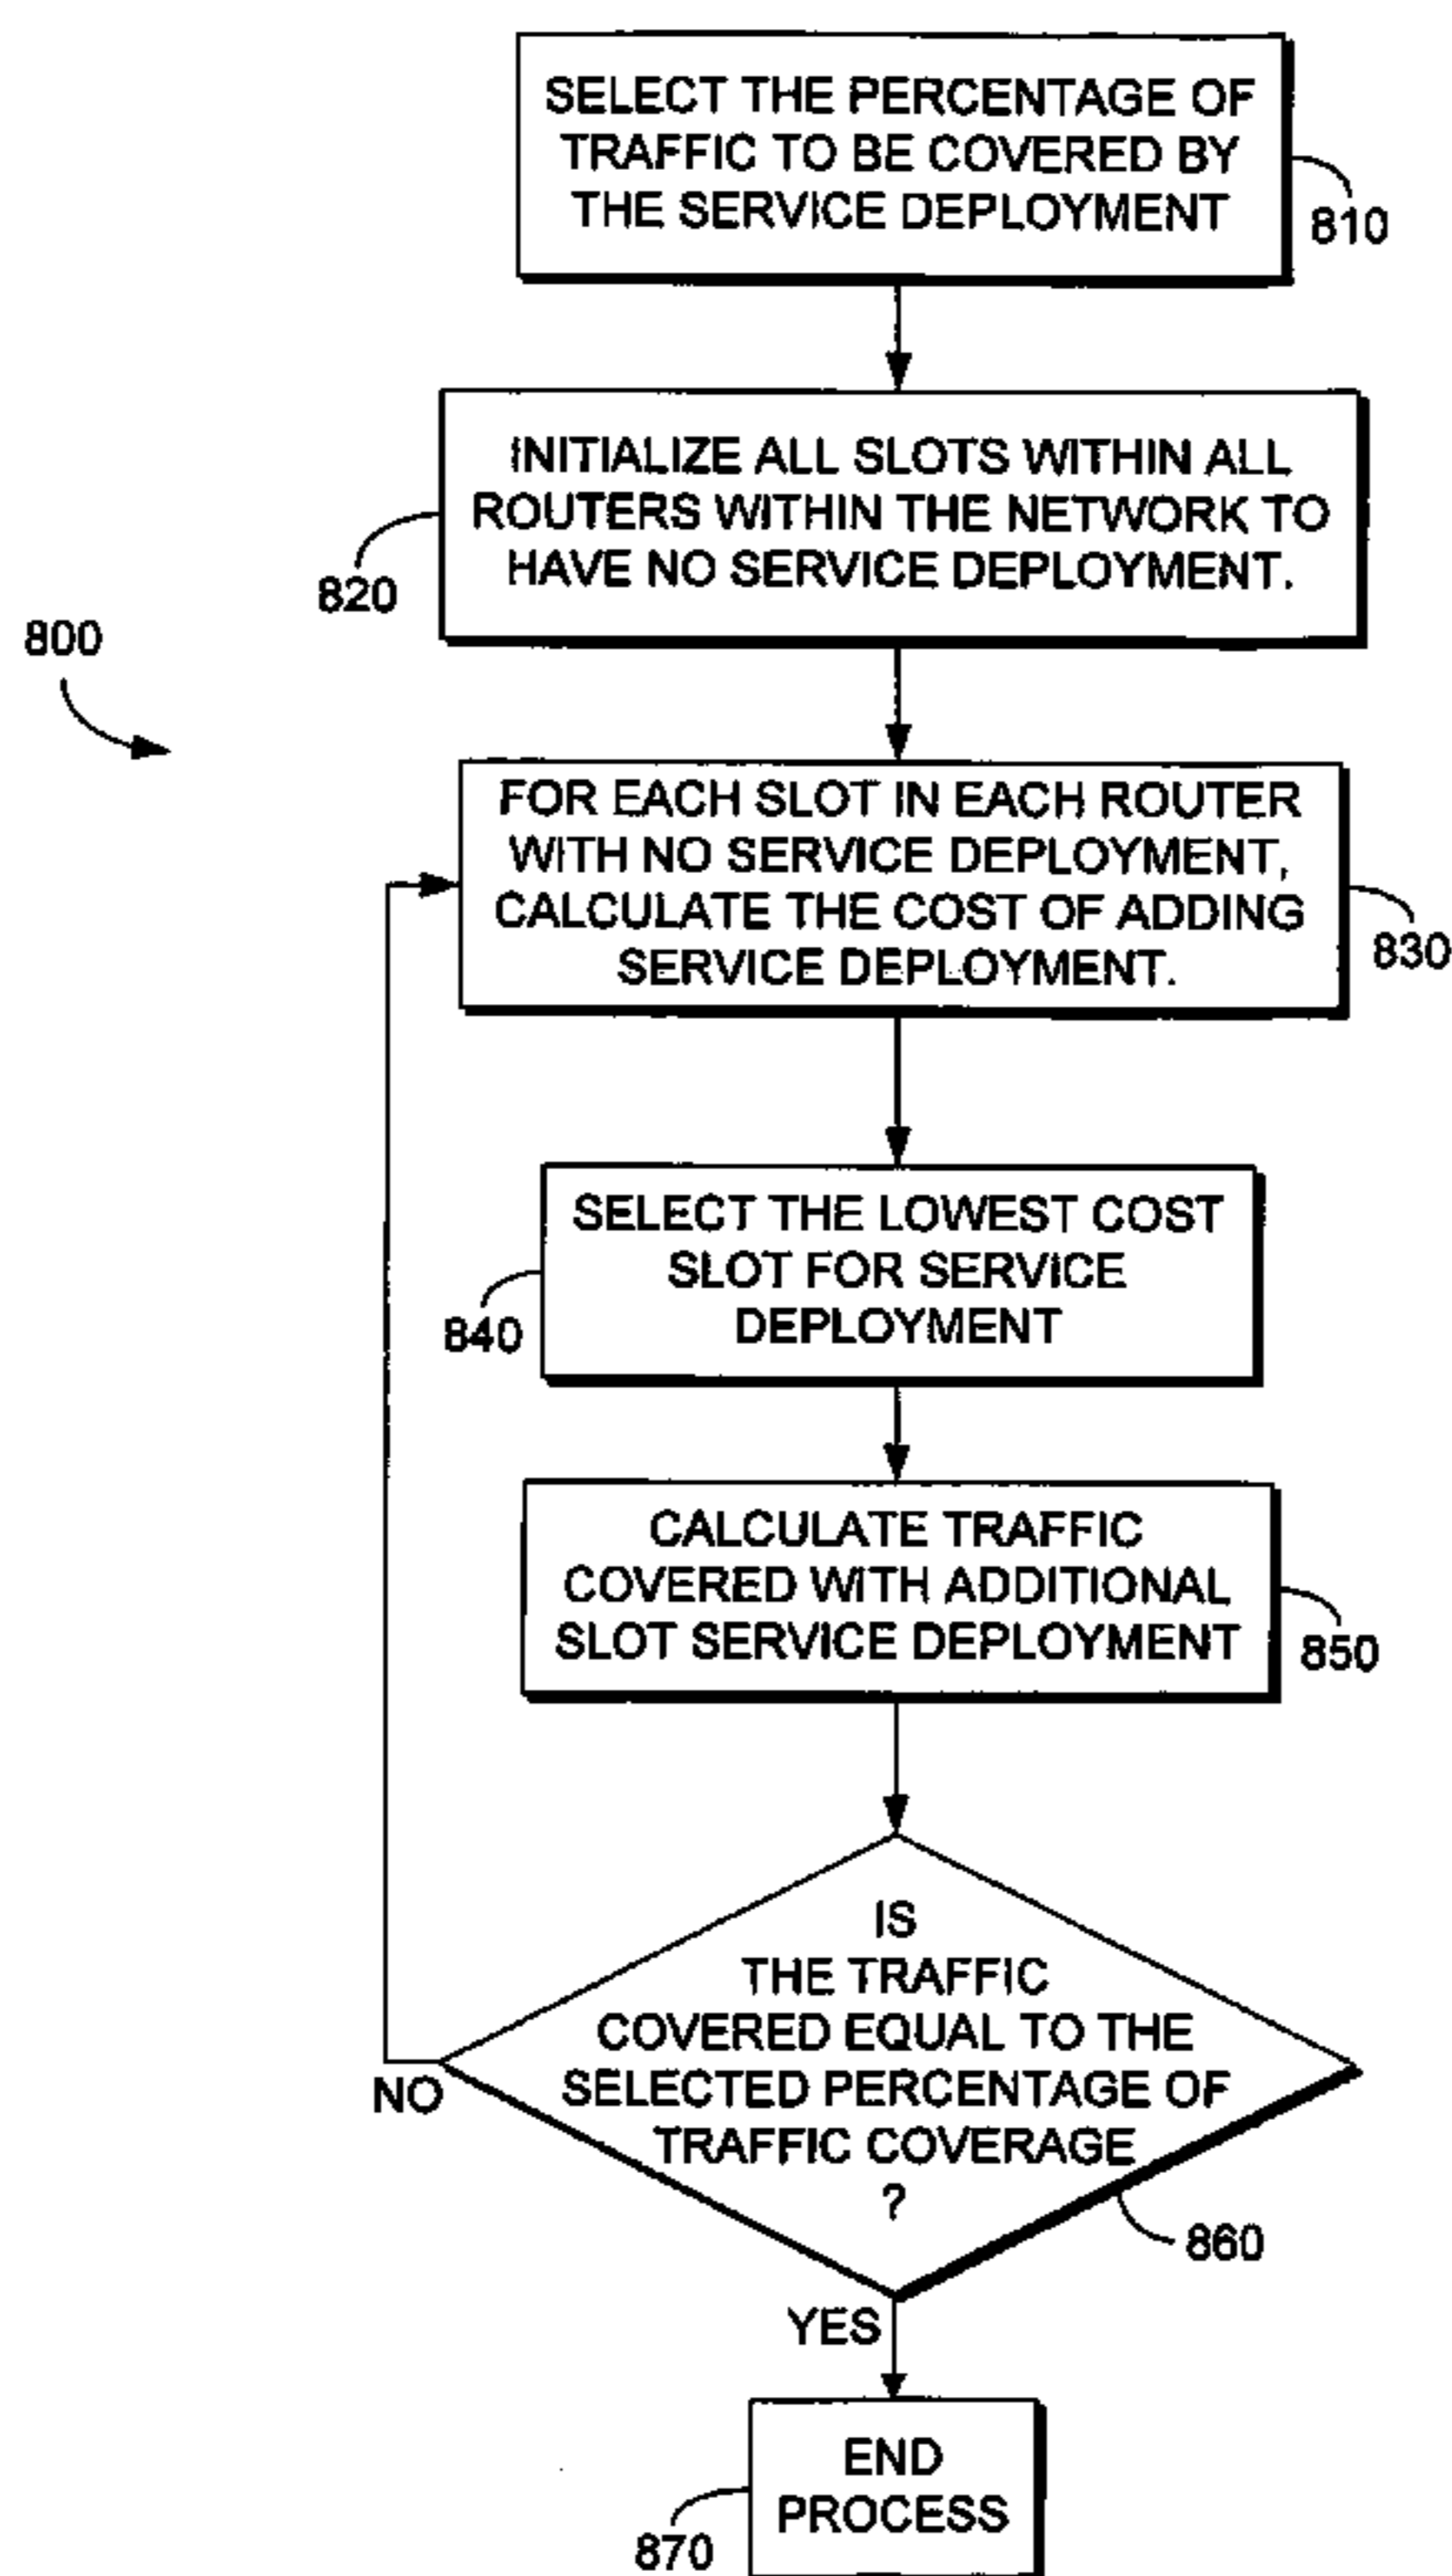 SELECT THE PERCENTAGE OF
TRAFFIC TO BE COVERED BY
THE SERVICE DEPLOYMENT
810
INITIALIZE ALL SLOTS WITHIN ALL
ROUTERS WITHIN THE NETWORK TO
HAVE NO SERVICE DEPLOYMENT.
820
800
FOR EACH SLOT IN EACH ROUTER
WITH NO SERVICE DEPLOYMENT,
CALCULATE THE COST OF ADDING
SERVICE DEPLOYMENT.
830
SELECT THE LOWEST COST
SLOT FOR SERVICE
DEPLOYMENT
840
CALCULATE TRAFFIC
COVERED WITH ADDITIONAL
SLOT SERVICE DEPLOYMENT
850
IS
THE TRAFFIC
COVERED EQUAL TO THE
SELECTED PERCENTAGE OF
TRAFFIC COVERAGE
?
NO
860
YES
END
PROCESS
870